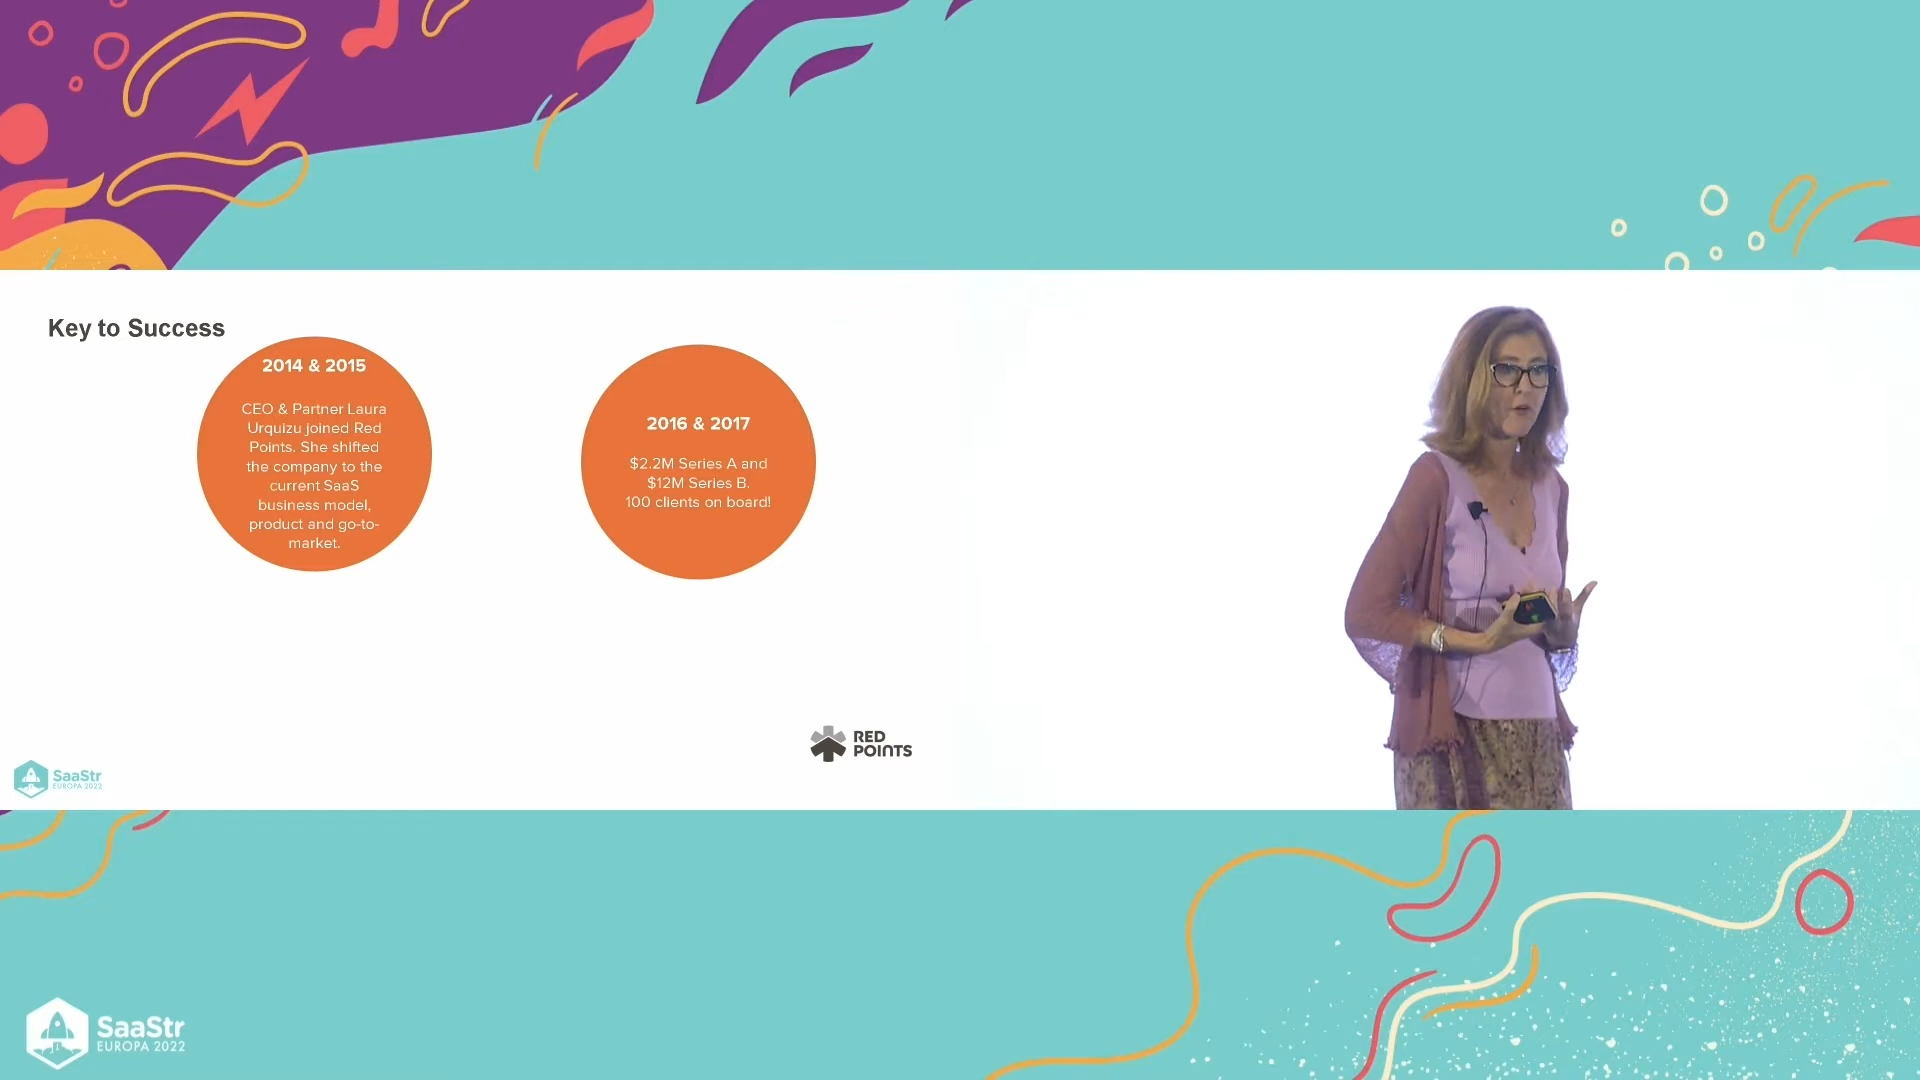 Key to Success
2014 & 2015
CEO & Partner Laura
Urquizu joined Red
Points. She shifted
the company to the
current SaaS
business model,
product and go-to-
market.
2016 & 2017
$2.2M Series A and
$12M Series B.
100 clients on board!
RED
POINTS
SaaStr
EUROPA 2022
SaaStr
EUROPA 2022